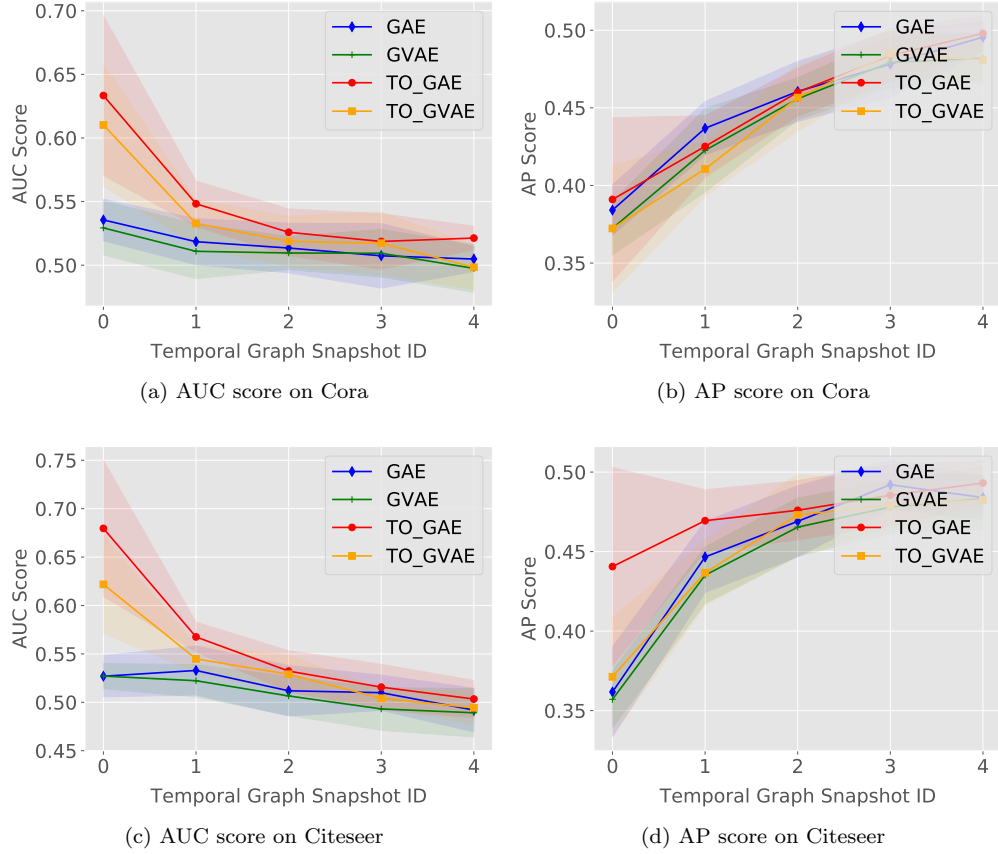 0.70
0.65
0.60
0.55
0.50
AUC Score
GAE
GVAE
TO_GAE
TO_GVAE
0 1 2 3 4
Temporal Graph Snapshot ID
(a) AUC score on Cora
0.50
0.45
0.40
0.35
AP Score
GAE
GVAE
TO_GAE
TO_GVAE
0 1 2 3 4
Temporal Graph Snapshot ID
(b) AP score on Cora
0.75
0.70
0.65
0.60
0.55
0.50
0.45
AUC Score
GAE
GVAE
TO_GAE
TO_GVAE
0 1 2 3 4
Temporal Graph Snapshot ID
(c) AUC score on Citeseer
0.50
0.45
0.40
0.35
AP Score
GAE
GVAE
TO_GAE
TO_GVAE
0 1 2 3 4
Temporal Graph Snapshot ID
(d) AP score on Citeseer